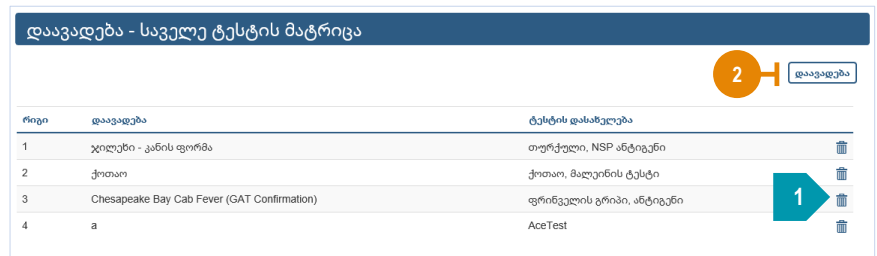 დაავადება - საველე ტესტის მატრიცა
2
დაავადება
რიგი დაავადება ტესტის დასახელება
1 ჯილეხი - კანის ფორმა თურქული, NSP ანტიგენი
2 ქოთაო ქოთაო, მალეინის ტესტი
3 Chesapeake Bay Cab Fever (GAT Confirmation) ფრინველის გრიპი, ანტიგენი
1
4 a AceTest